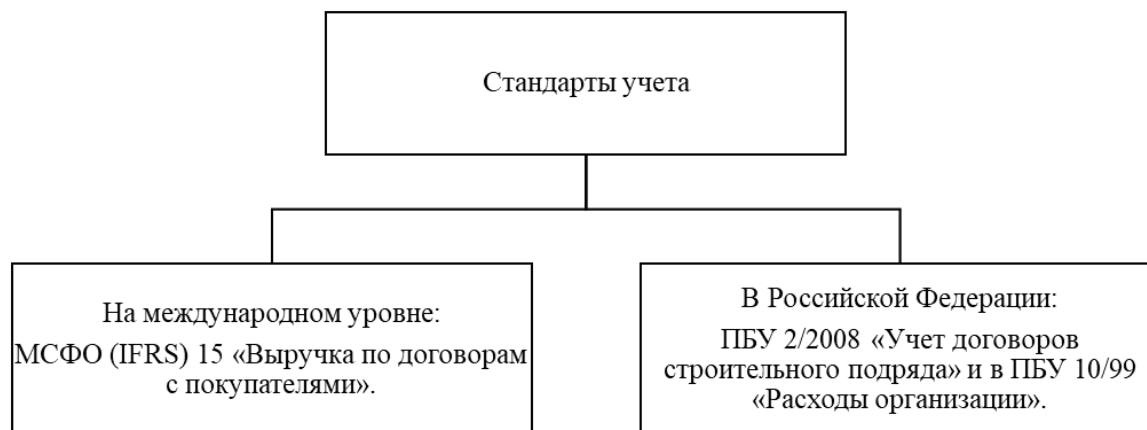 Стандарты учета
На международном уровне:
МСФО (IFRS) 15 «Выручка по договорам
с покупателями».
В Российской Федерации:
ПБУ 2/2008 «Учет договоров
строительного подряда» и в ПБУ 10/99
«Расходы организации».